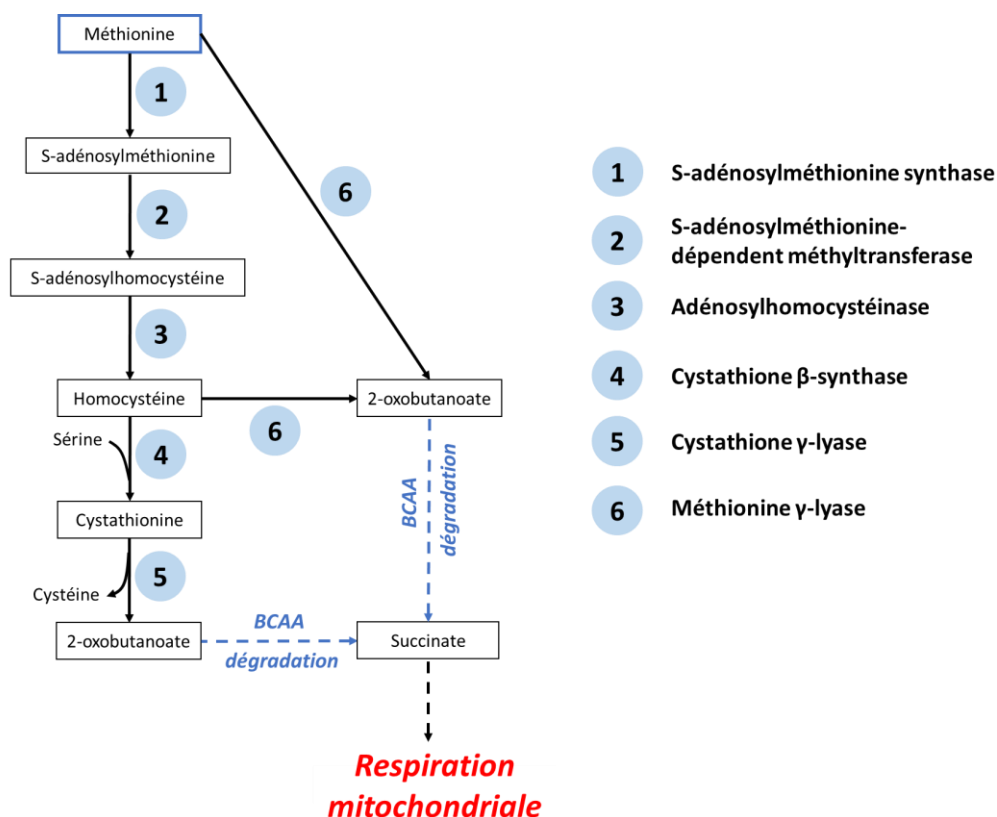 Méthionine
1
S-adénosylméthionine
2
6
S-adénosylhomocystéine
3
Homocystéine
6
2-oxobutanoate
Sérine
4
Cystathionine
BCAA
dégradation
Cystéine
5
2-oxobutanoate
BCAA
dégradation
Succinate
Respiration
mitochondriale
1 S-adénosylméthionine synthase
2 S-adénosylméthionine-
dépendent méthyltransferase
3 Adénosylhomocystéinase
4 Cystathione β-synthase
5 Cystathione γ-lyase
6 Méthionine γ-lyase